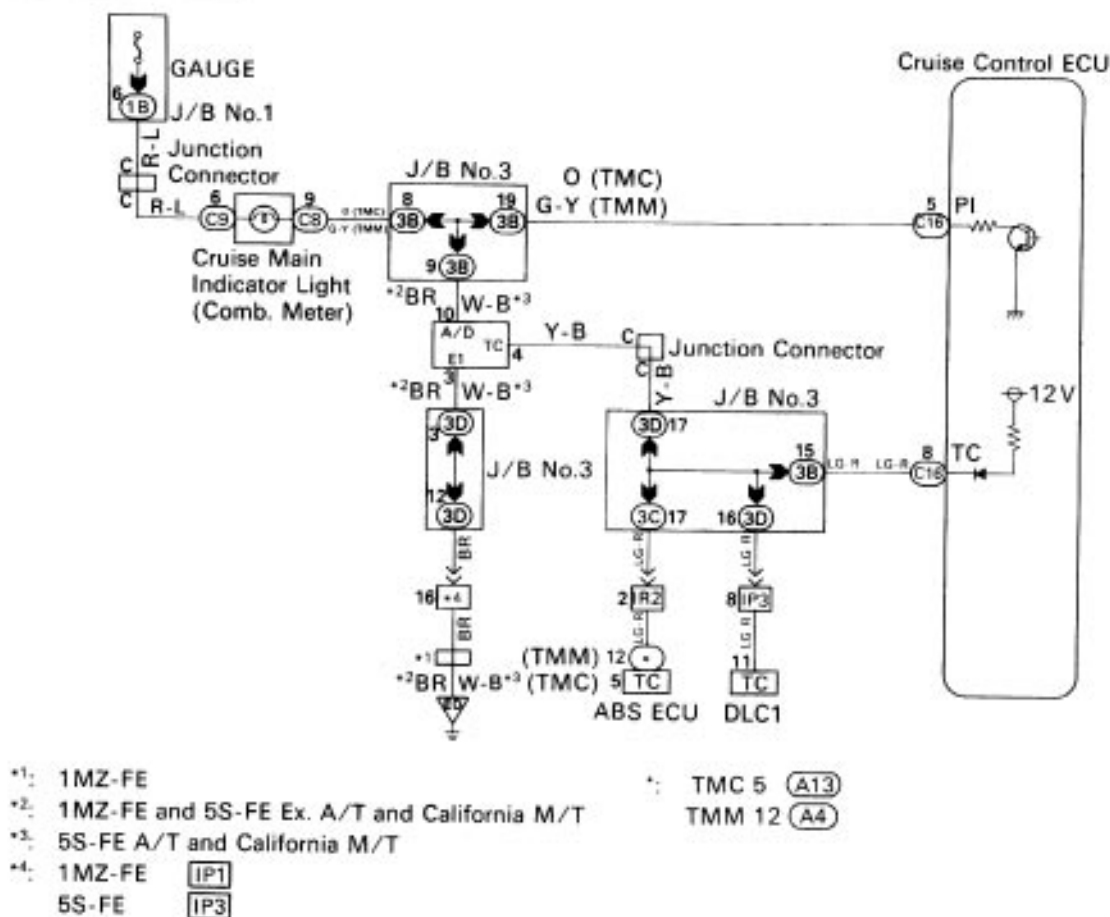 GAUGE
6
1B
J/B No.1
R-L
C
Junction
Connector
C
R-L
6
C9
9
C8
Cruise Main
Indicator Light
(Comb. Meter)
O (TMC)
G-Y (TMM)
J/B No.3
8
3B
19
3B
9
3B
O (TMC)
G-Y (TMM)
Cruise Control ECU
5
C16
PI
*2BR
W-B*3
10
A/D
TC
4
E1
3
Y-B
C
Junction Connector
C
Y-B
*2BR
W-B*3
3
3D
12
3D
J/B No.3
J/B No.3
3D
17
15
3B
LG-R
LG-R
8
C16
TC
12V
3C
17
16
3D
BR
LG-R
LG-R
16
*4
2
IR2
8
IP3
BR
LG-R
LG-R
*1
(TMM)
12
*
11
*2BR
W-B*3
(TMC)
5
TC
TC
ABS ECU
DLC1
*1: 1MZ-FE
*2: 1MZ-FE and 5S-FE Ex. A/T and California M/T
*3: 5S-FE A/T and California M/T
*4: 1MZ-FE IP1
5S-FE IP3
*: TMC 5 A13
TMM 12 A4